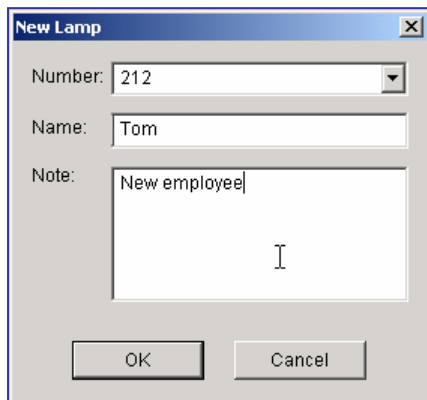 New Lamp
Number: 212
Name: Tom
Note: New employee
OK Cancel